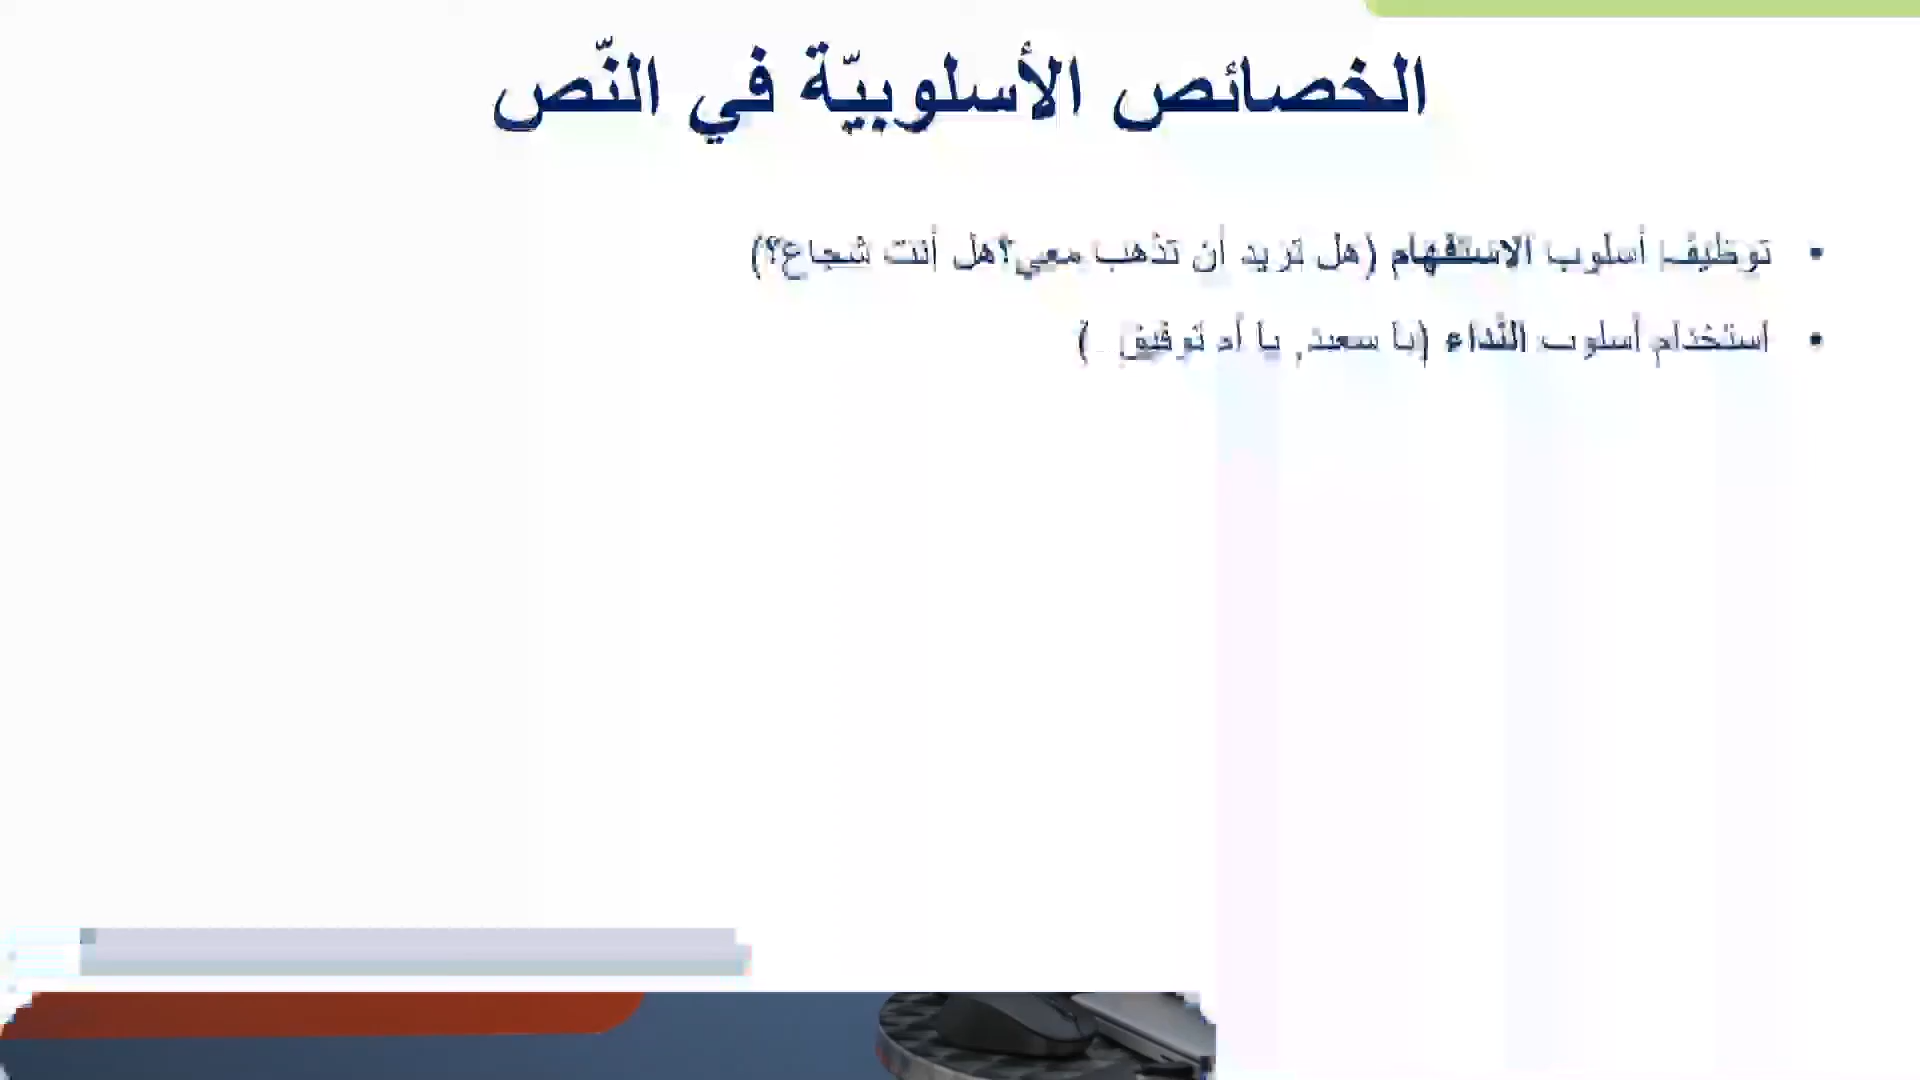 الخصائص الأسلوبيّة في النّص
• توظيف أسلوب الاستفهام (هل تريد أن تذهب معي؟هل أنت شجاع؟)
• استخدام أسلوب النّداء (يا سعيد, يا أم توفيق..)